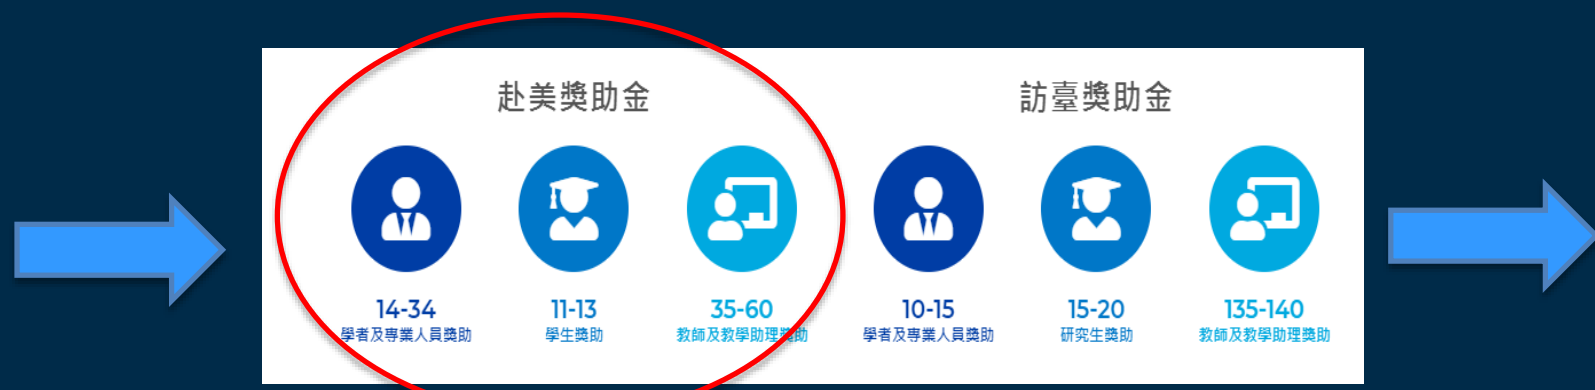 赴美獎助金
訪臺獎助金
14-34
學者及專業人員獎助
11-13
學生獎助
35-60
教師及教學助理獎助
10-15
學者及專業人員獎助
15-20
研究生獎助
135-140
教師及教學助理獎助